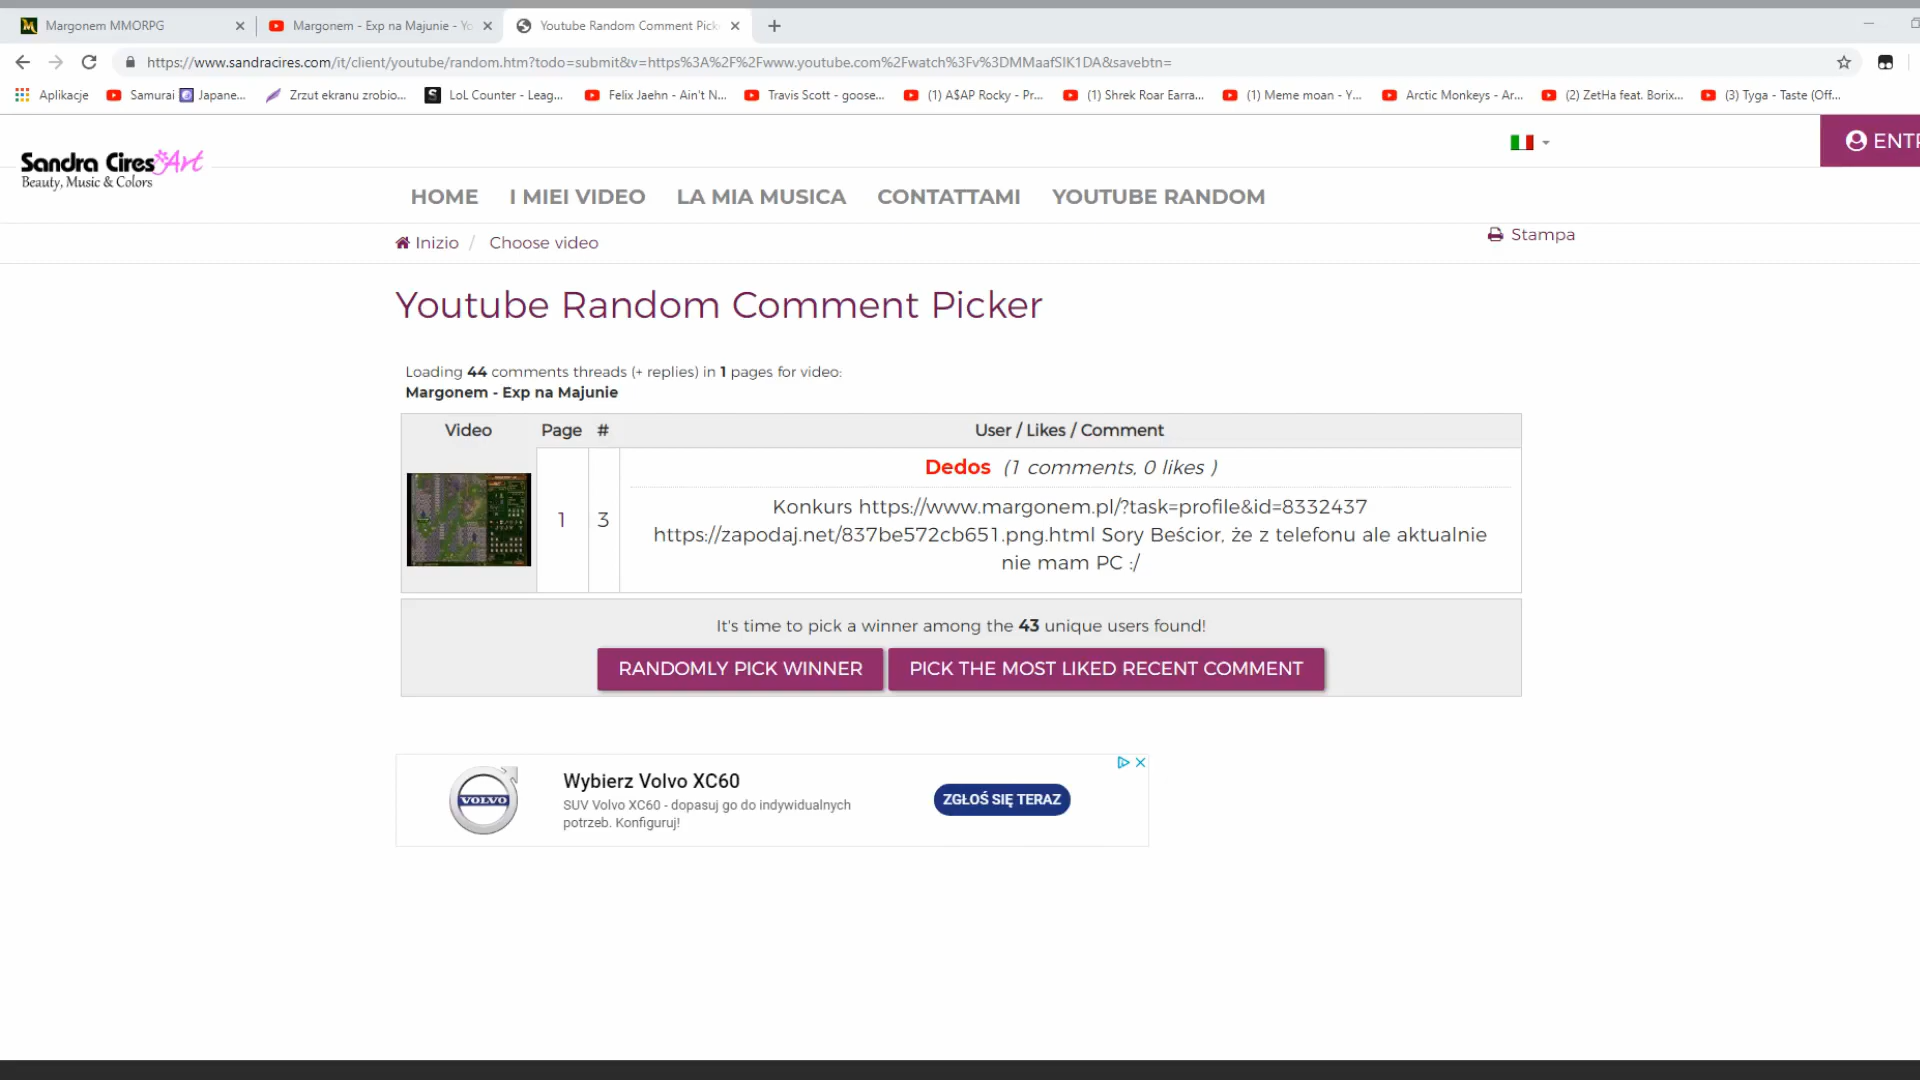 Margonem MMORPG
Margonem - Exp na Majunie - Yo
Youtube Random Comment Pick
https://www.sandracires.com/it/client/youtube/random.htm?todo=submit&v=https%3A%2F%2Fwww.youtube.com%2Fwatch%3Fv%3DMMaafSIK1DA&savebtn=
Aplikacje
Samurai
Japane...
Zrzut ekranu zrobio...
LoL Counter - Leag...
Felix Jaehn - Ain't N...
Travis Scott - goose...
(1) A$AP Rocky - Pr...
(1) Shrek Roar Earra...
(1) Meme moan - Y...
Arctic Monkeys - Ar...
(2) ZetHa feat. Borix...
(3) Tyga - Taste (Off...
ENTR
Sandra Cires Art
Beauty, Music & Colors
HOME
I MIEI VIDEO
LA MIA MUSICA
CONTATTAMI
YOUTUBE RANDOM
Inizio / Choose video
Stampa
Youtube Random Comment Picker
Loading 44 comments threads (+ replies) in 1 pages for video:
Margonem - Exp na Majunie
Video Page # User / Likes / Comment
Dedos (1 comments, 0 likes )
1 3
Konkurs https://www.margonem.pl/?task=profile&id=8332437
https://zapodaj.net/837be572cb651.png.html Sory Beścior, że z telefonu ale aktualnie
nie mam PC :/
It's time to pick a winner among the 43 unique users found!
RANDOMLY PICK WINNER
PICK THE MOST LIKED RECENT COMMENT
VOLVO
Wybierz Volvo XC60
SUV Volvo XC60 - dopasuj go do indywidualnych
potrzeb. Konfiguruj!
ZGŁOŚ SIĘ TERAZ